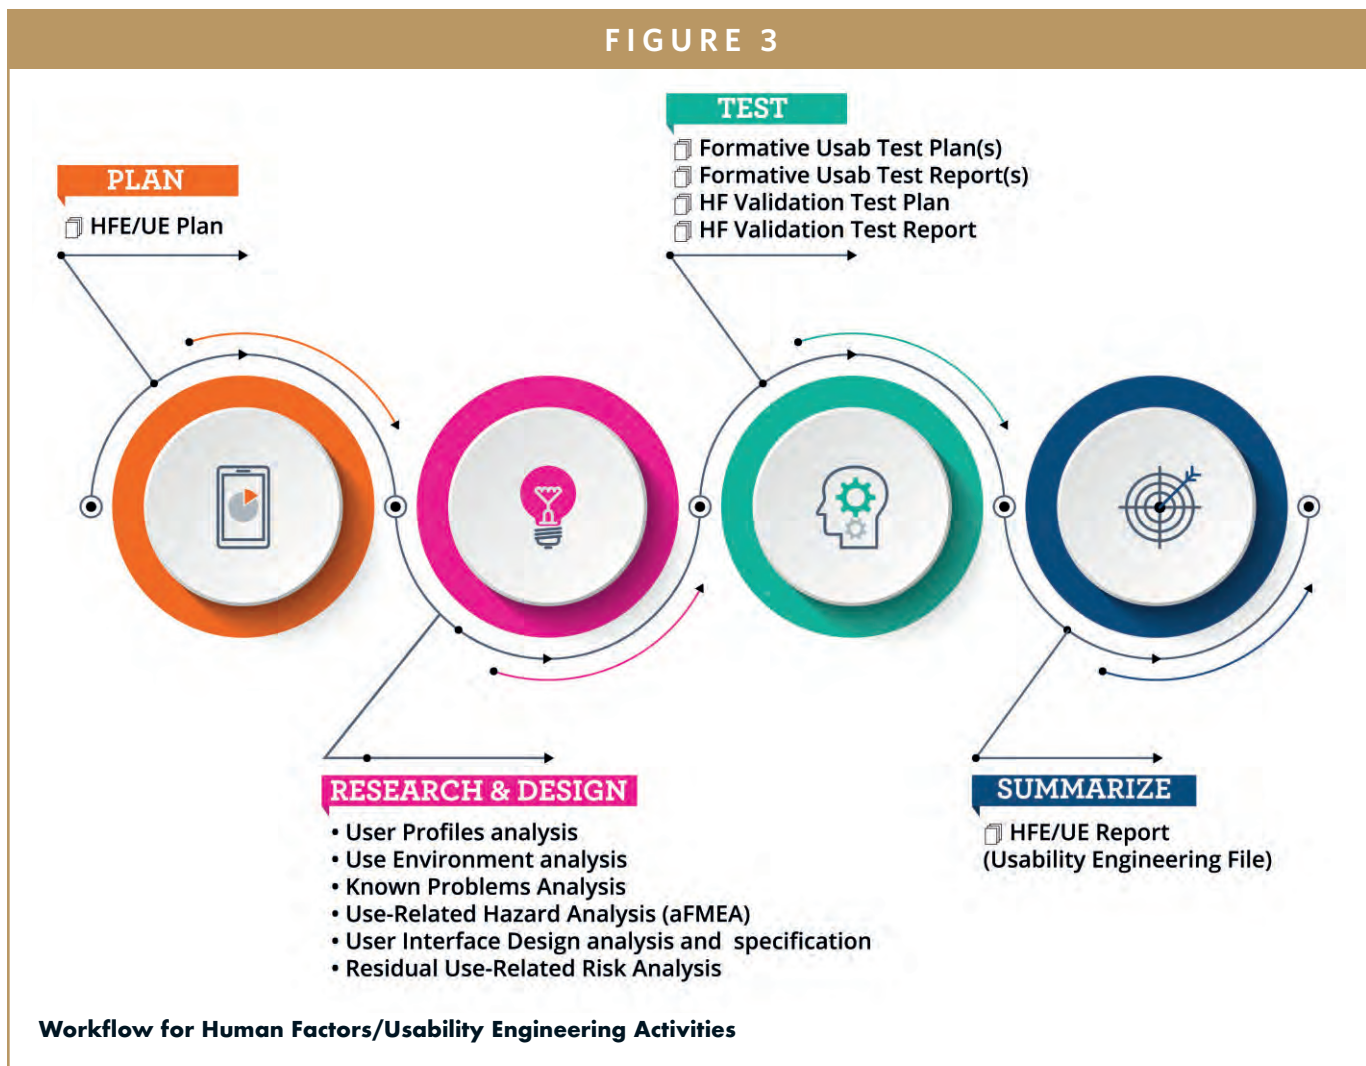 FIGURE 3
PLAN
HFE/UE Plan
TEST
Formative Usab Test Plan(s)
Formative Usab Test Report(s)
HF Validation Test Plan
HF Validation Test Report
RESEARCH & DESIGN
• User Profiles analysis
• Use Environment analysis
• Known Problems Analysis
• Use-Related Hazard Analysis (aFMEA)
• User Interface Design analysis and specification
• Residual Use-Related Risk Analysis
SUMMARIZE
HFE/UE Report
(Usability Engineering File)
Workflow for Human Factors/Usability Engineering Activities